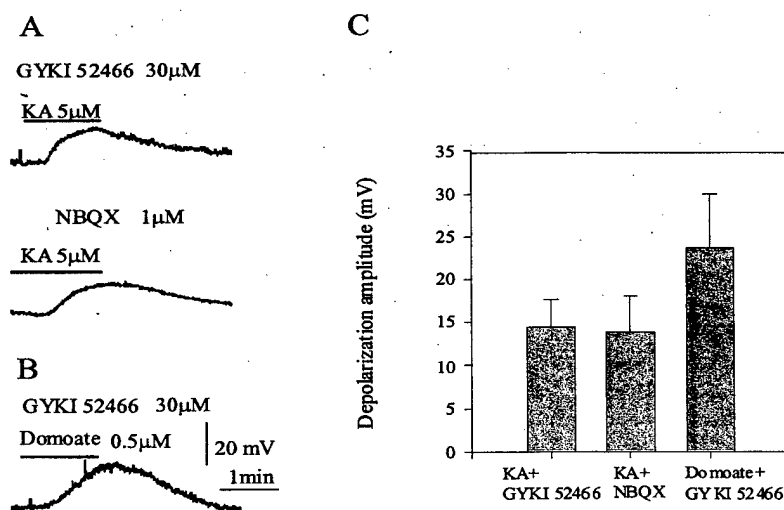 A
GYKI 52466 30µM
KA 5µM
NBQX 1µM
KA 5µM
B
GYKI 52466 30µM
Domoate 0.5µM
20 mV
1min
C
Depolarization amplitude (mV)
35
30
25
20
15
10
5
0
KA+ KA+ Domoate+
GYKI 52466 NBQX GYKI 52466